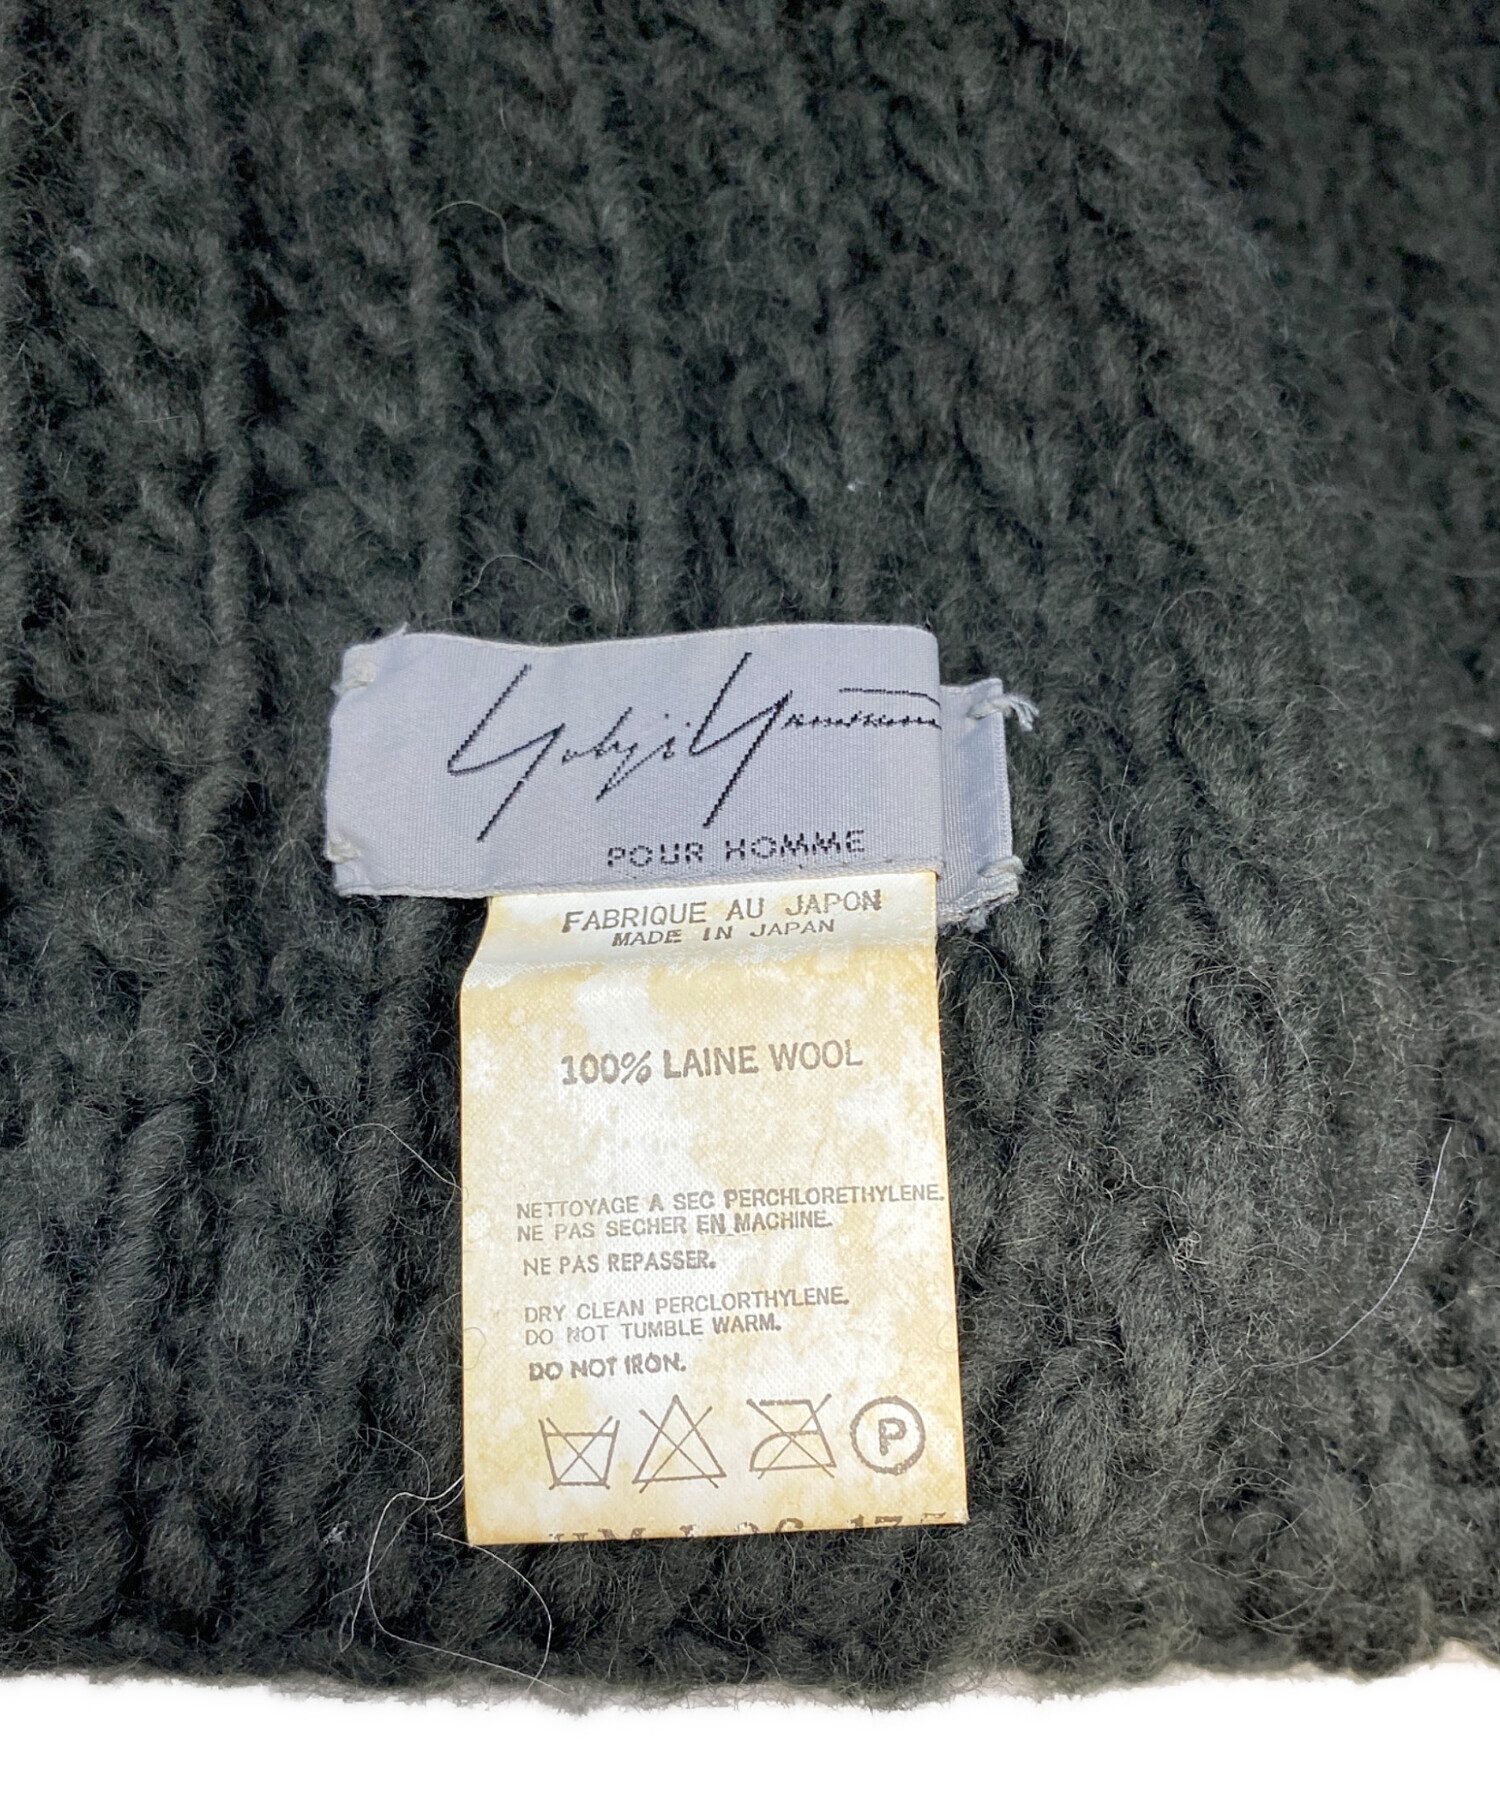 Yohji Yamamoto
POUR HOMME
FABRIQUE AU JAPON
MADE IN JAPAN
100% LAINE WOOL
NETTOYAGE A SEC PERCHLORETHYLENE.
NE PAS SECHER EN MACHINE.
NE PAS REPASSER.
DRY CLEAN PERCLORTHYLENE.
DO NOT TUMBLE WARM.
DO NOT IRON.
P